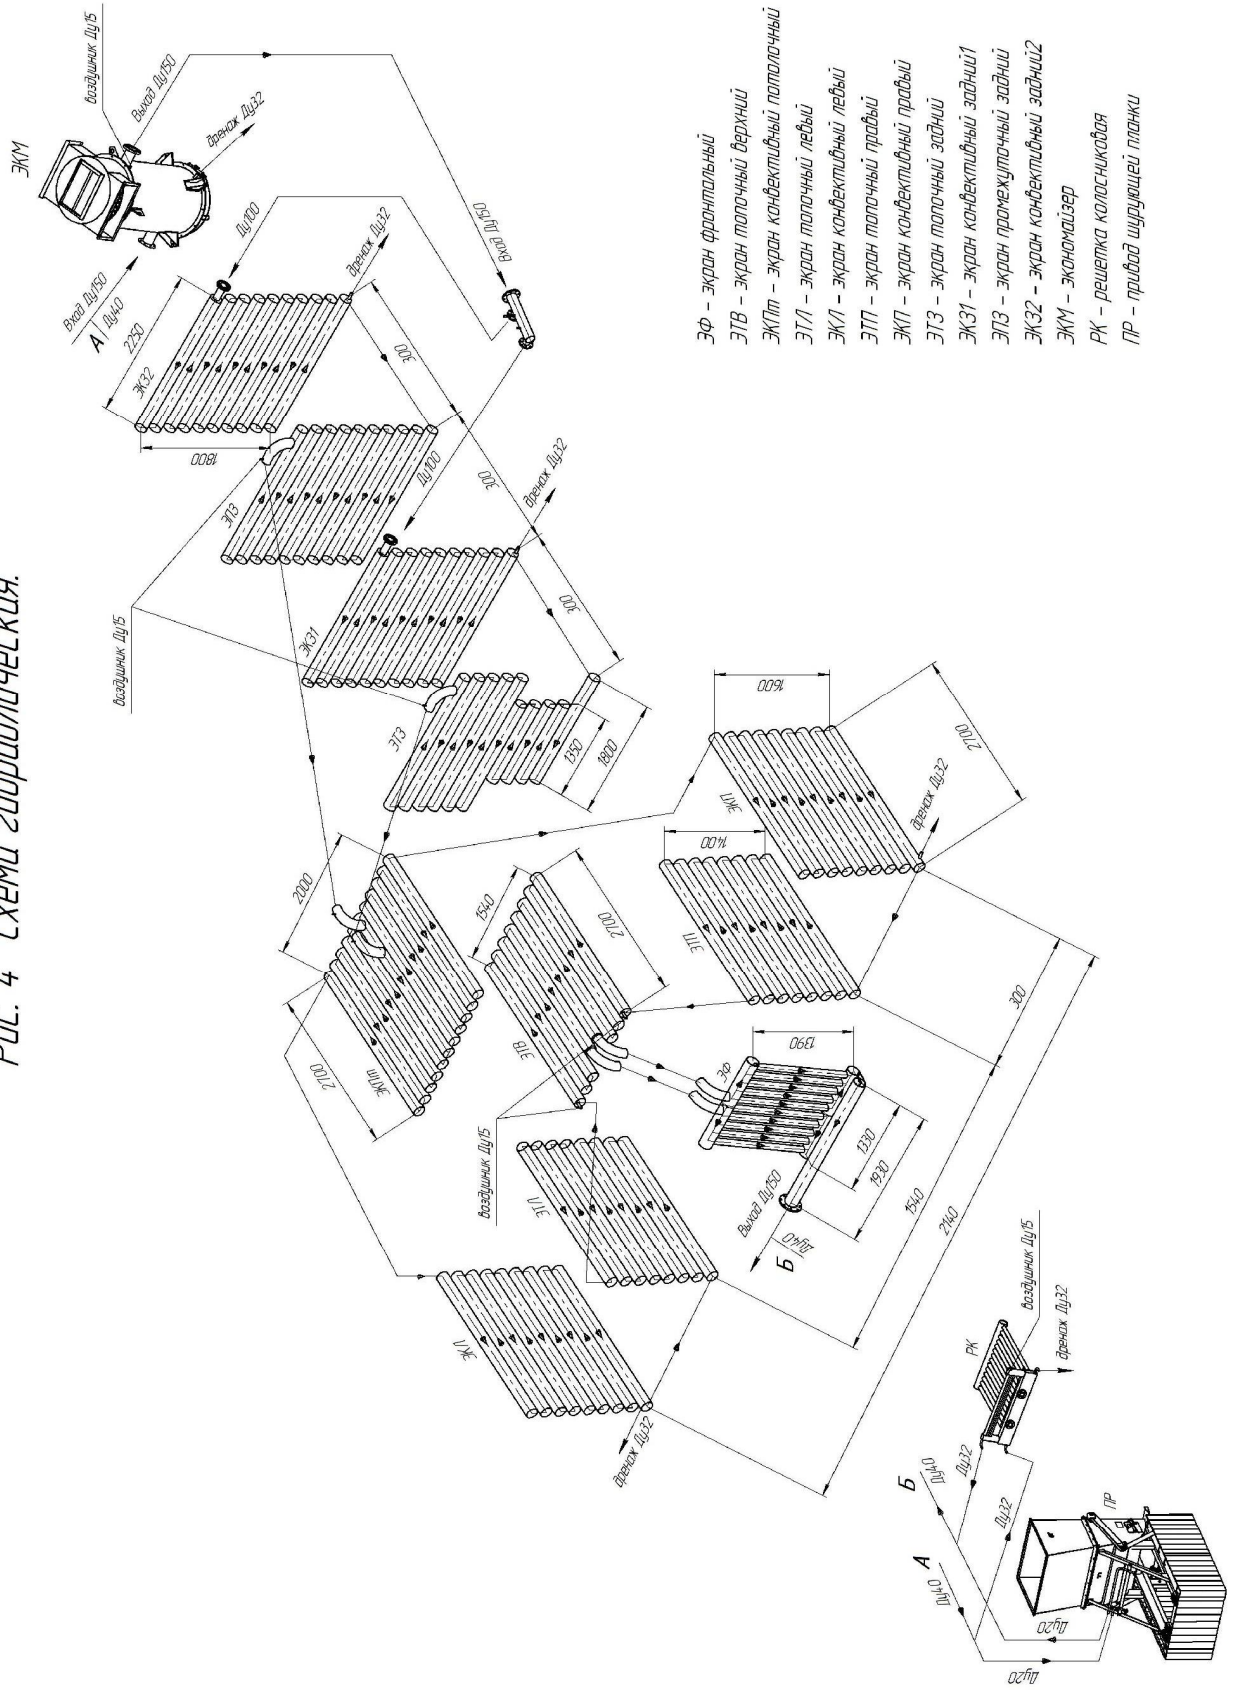 Рис. 4 Схема гидравлическая.
ЭКМ
воздушник Ду15
Выход Ду150
дренаж Ду32
Вход Ду150
А
Ду40
Ду100
дренаж Ду32
Вход Ду150
2250
ЭКЗ2
1800
300
ЭПЗ
Ду100
300
дренаж Ду32
воздушник Ду15
ЭКЗ1
300
ЭТЗ
1350
1800
2000
2700
ЭКПт
1540
2700
ЭТВ
1600
2700
ЭКП
дренаж Ду32
1400
ЭТП
300
воздушник Ду15
ЭФ
1390
1330
1930
Выход Ду150
Ду40
Б
ЭТЛ
ЭКЛ
дренаж Ду32
1540
2140
РК
воздушник Ду15
дренаж Ду32
Ду32
Ду32
Б
Ду40
А
Ду40
Ду20
Ду20
ПР
ЭФ – экран фронтальный
ЭТВ – экран топочный верхний
ЭКПт – экран конвективный потолочный
ЭТЛ – экран топочный левый
ЭКЛ – экран конвективный левый
ЭТП – экран топочный правый
ЭКП – экран конвективный правый
ЭТЗ – экран топочный задний
ЭКЗ1 – экран конвективный задний1
ЭПЗ – экран промежуточный задний
ЭКЗ2 – экран конвективный задний2
ЭКМ – экономайзер
РК – решетка колосниковая
ПР – привод шурующей планки